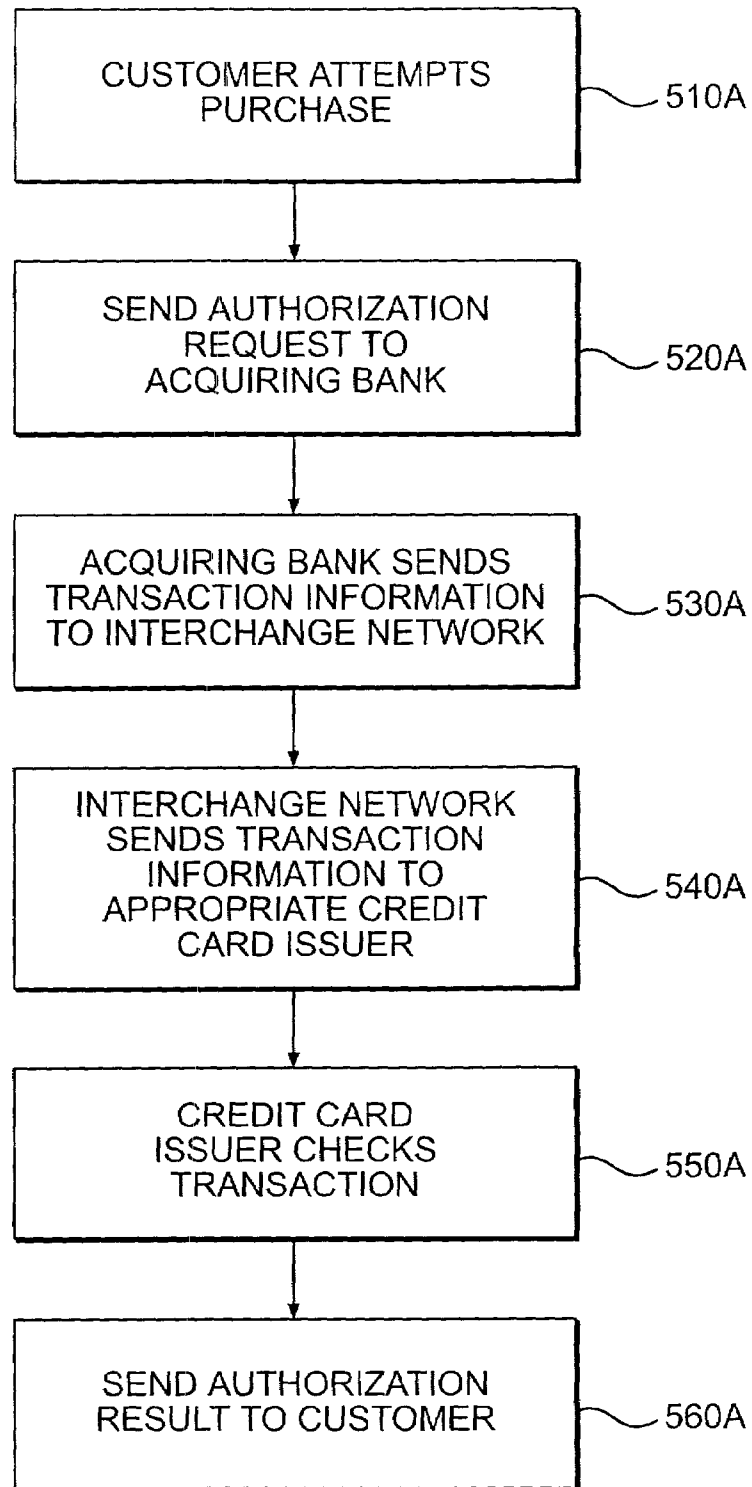 CUSTOMER ATTEMPTS
PURCHASE
510A
SEND AUTHORIZATION
REQUEST TO
ACQUIRING BANK
520A
ACQUIRING BANK SENDS
TRANSACTION INFORMATION
TO INTERCHANGE NETWORK
530A
INTERCHANGE NETWORK
SENDS TRANSACTION
INFORMATION TO
APPROPRIATE CREDIT
CARD ISSUER
540A
CREDIT CARD
ISSUER CHECKS
TRANSACTION
550A
SEND AUTHORIZATION
RESULT TO CUSTOMER
560A